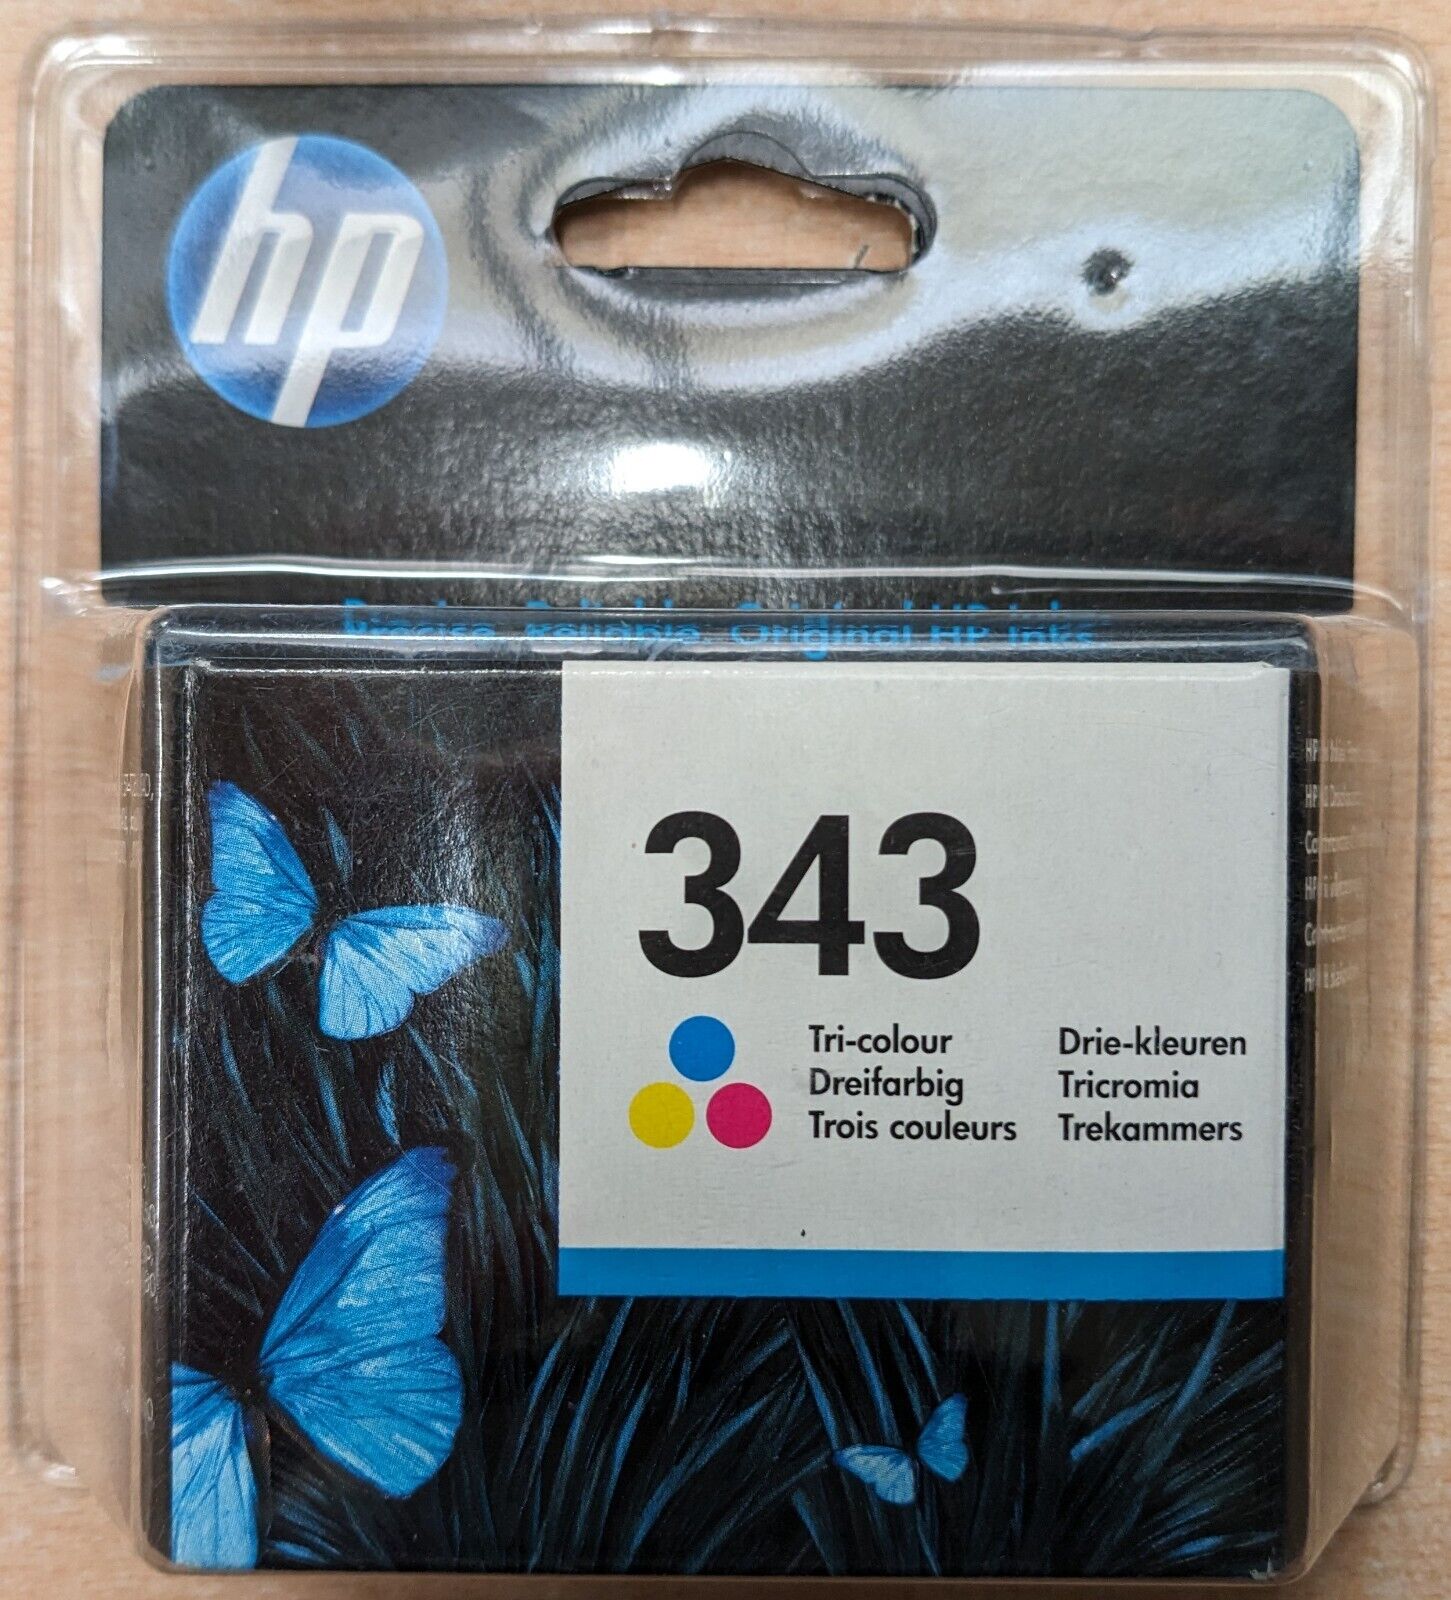 hp
Precise. Reliable. Original HP Inks.
343
Tri-colour
Dreifarbig
Trois couleurs
Drie-kleuren
Tricromia
Trekammers